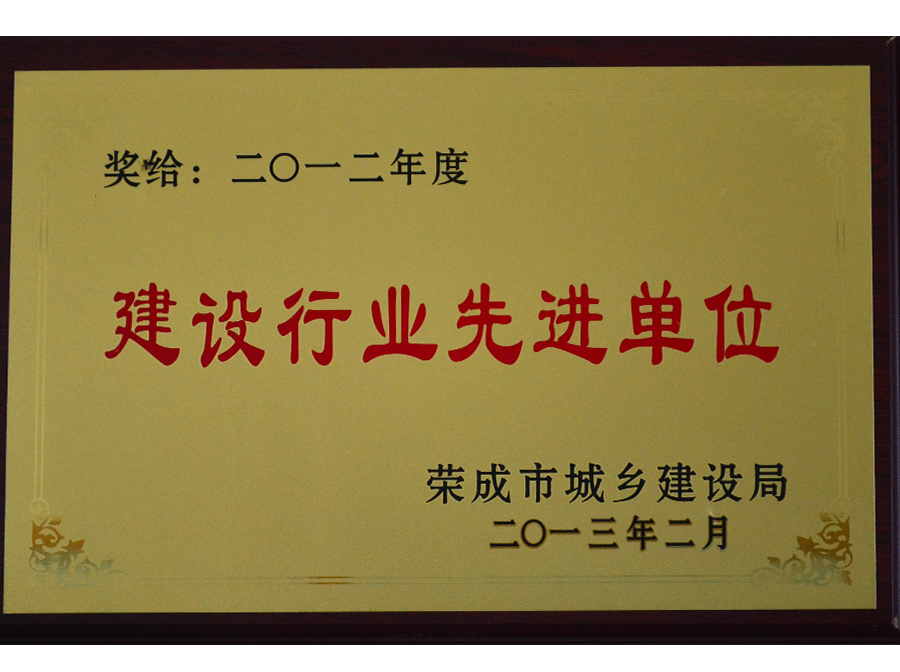 奖给：二〇一二年度
建设行业先进单位
荣成市城乡建设局
二〇一三年二月